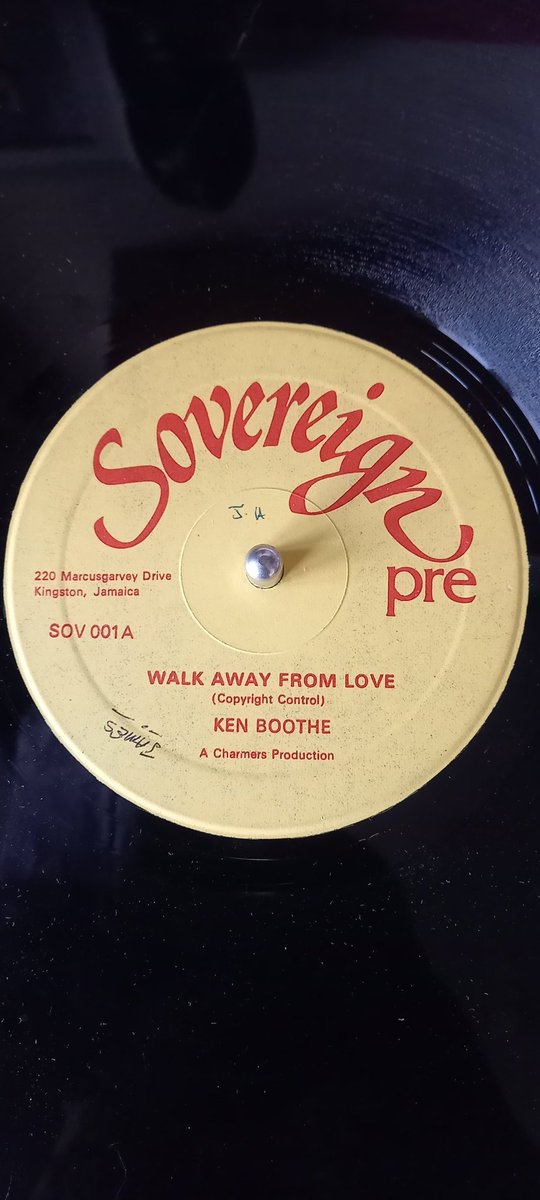 Sovereign
pre
J.H
220 Marcusgarvey Drive
Kingston, Jamaica
SOV 001A
WALK AWAY FROM LOVE
(Copyright Control)
KEN BOOTHE
A Charmers Production
JAMES